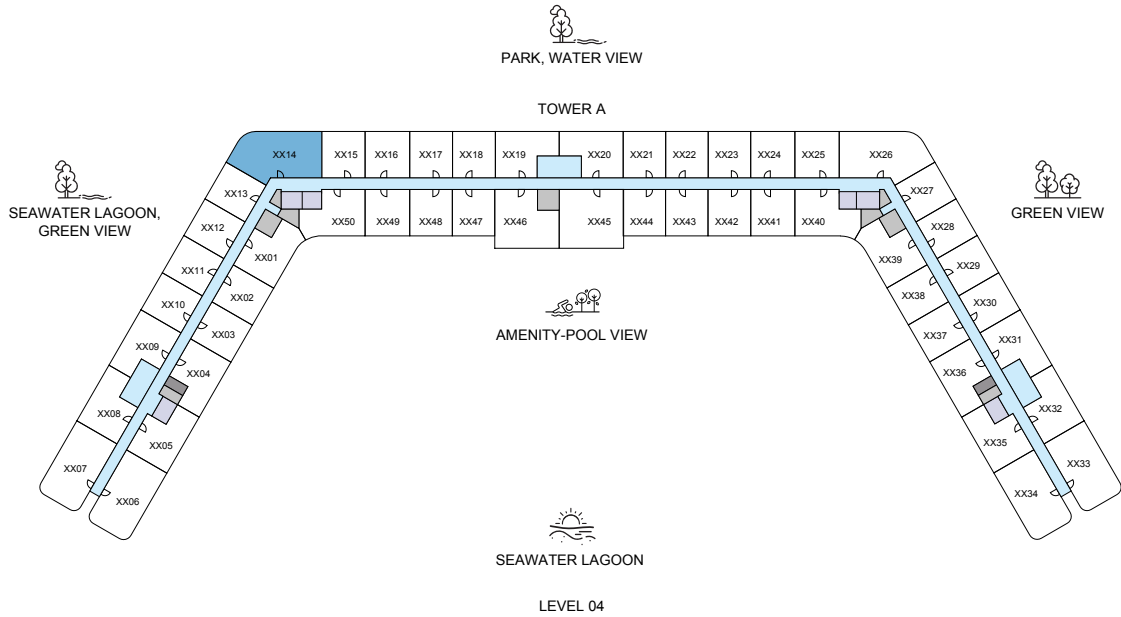 PARK, WATER VIEW
TOWER A
SEAWATER LAGOON,
GREEN VIEW
GREEN VIEW
XX14
XX15
XX16
XX17
XX18
XX19
XX20
XX21
XX22
XX23
XX24
XX25
XX26
XX13
XX27
XX12
XX50
XX49
XX48
XX47
XX46
XX45
XX44
XX43
XX42
XX41
XX40
XX28
XX01
XX39
XX11
XX29
XX02
XX38
XX10
XX30
XX03
XX37
XX09
XX31
XX04
XX36
XX08
XX32
XX05
XX35
XX07
XX33
XX06
XX34
AMENITY-POOL VIEW
SEAWATER LAGOON
LEVEL 04